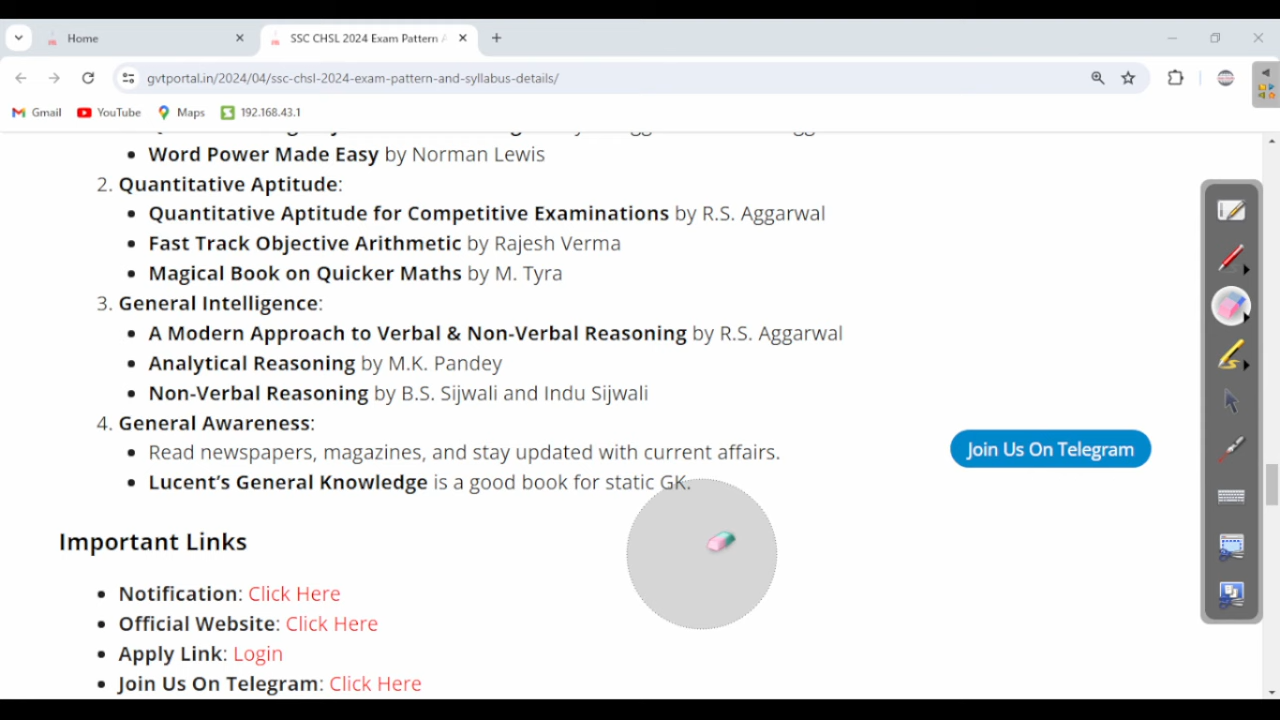 Home
SSC CHSL 2024 Exam Pattern
gvtportal.in/2024/04/ssc-chsl-2024-exam-pattern-and-syllabus-details/
Gmail YouTube Maps 192.168.43.1
• Word Power Made Easy by Norman Lewis
2. Quantitative Aptitude:
• Quantitative Aptitude for Competitive Examinations by R.S. Aggarwal
• Fast Track Objective Arithmetic by Rajesh Verma
• Magical Book on Quicker Maths by M. Tyra
3. General Intelligence:
• A Modern Approach to Verbal & Non-Verbal Reasoning by R.S. Aggarwal
• Analytical Reasoning by M.K. Pandey
• Non-Verbal Reasoning by B.S. Sijwali and Indu Sijwali
4. General Awareness:
• Read newspapers, magazines, and stay updated with current affairs.
Join Us On Telegram
• Lucent’s General Knowledge is a good book for static GK.
Important Links
• Notification: Click Here
• Official Website: Click Here
• Apply Link: Login
• Join Us On Telegram: Click Here